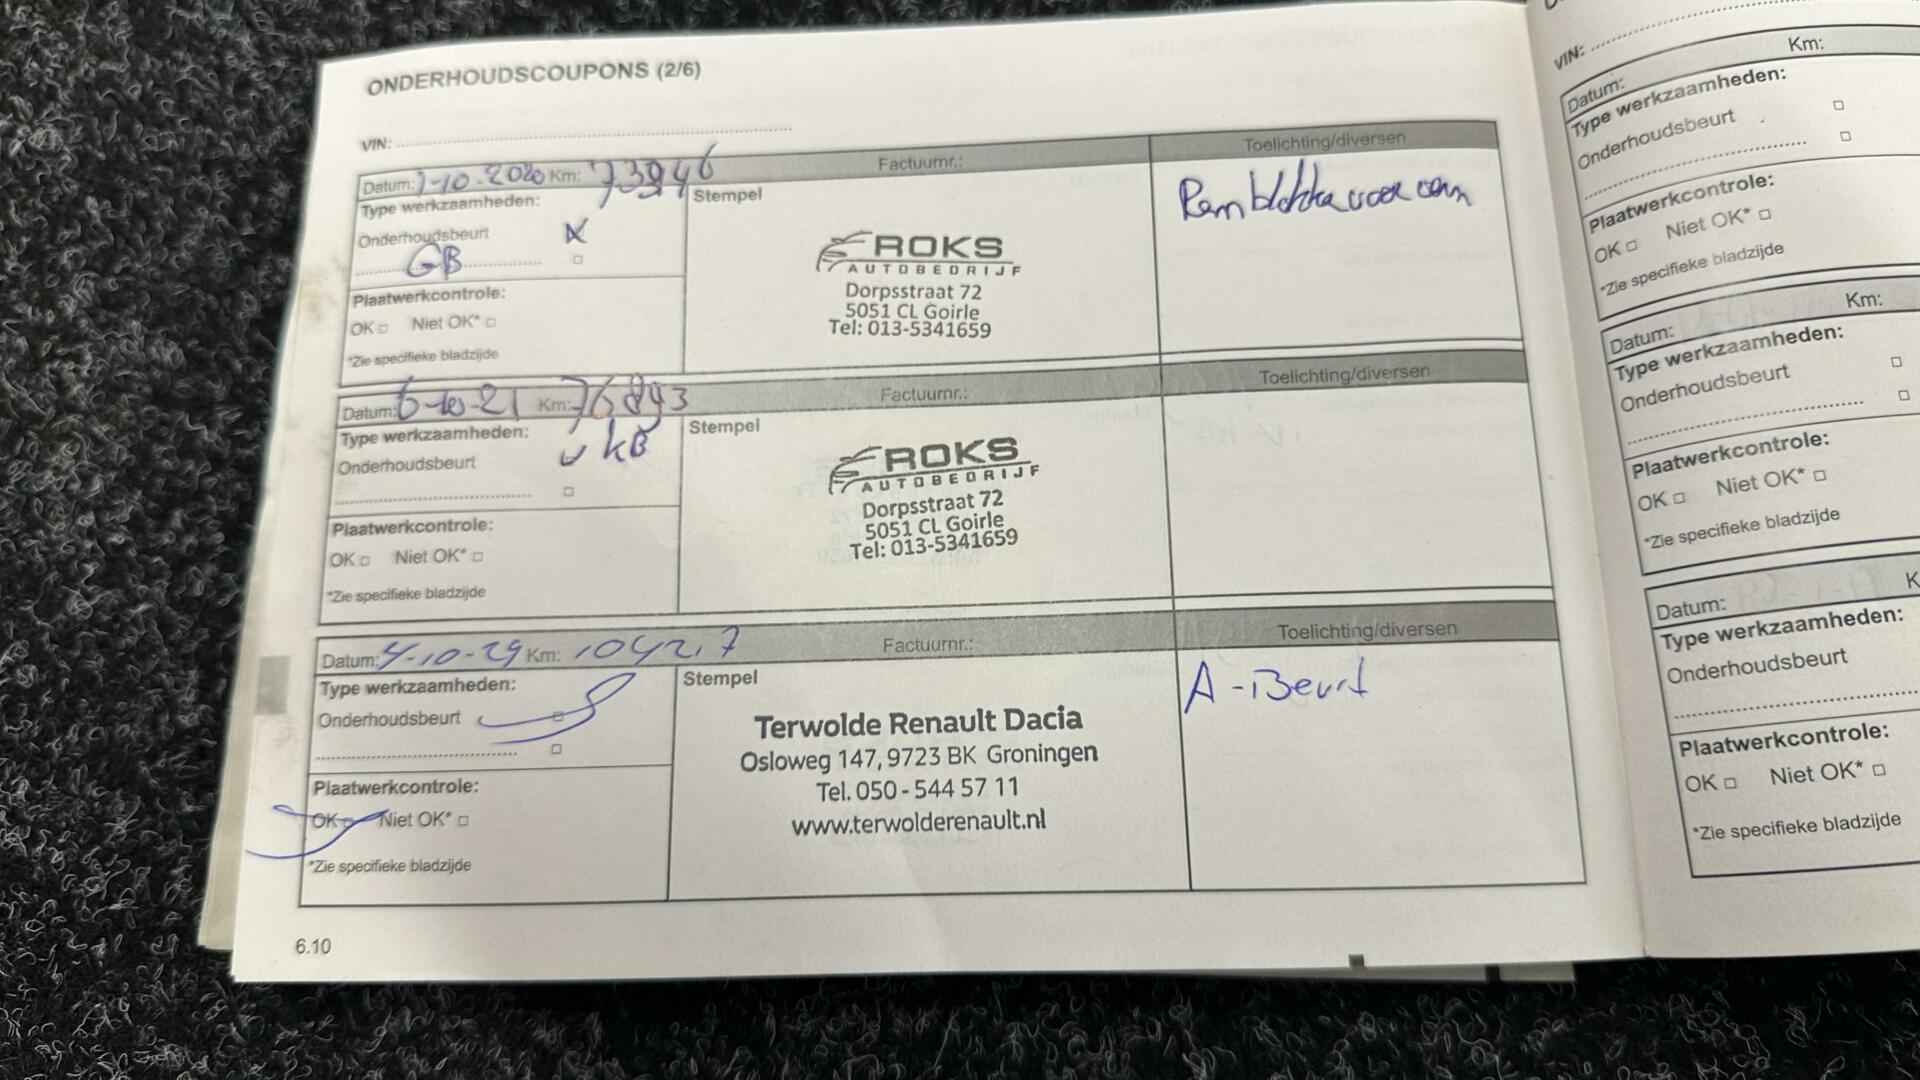 ONDERHOUDSCOUPONS (2/6)
VIN:
Datum: 1-10-2020 Km: 73946 Factuurnr.: Toelichting/diversen
Type werkzaamheden: Stempel
Onderhoudsbeurt
GB
Plaatwerkcontrole:
OK Niet OK*
*Zie specifieke bladzijde
ROKS
AUTOBEDRIJF
Dorpsstraat 72
5051 CL Goirle
Tel: 013-5341659
Datum: 6-10-21 Km: 76893 Factuurnr.: Toelichting/diversen
Type werkzaamheden: Stempel
Onderhoudsbeurt KB
Plaatwerkcontrole:
OK Niet OK*
*Zie specifieke bladzijde
ROKS
AUTOBEDRIJF
Dorpsstraat 72
5051 CL Goirle
Tel: 013-5341659
Datum: Km: Factuurnr.: Toelichting/diversen
Type werkzaamheden: Stempel
Onderhoudsbeurt
Plaatwerkcontrole:
OK Niet OK*
*Zie specifieke bladzijde
Terwolde Renault Dacia
Osloweg 147, 9723 BK Groningen
Tel. 050 - 544 57 11
www.terwolderenault.nl
A-Beurt
6.10
VIN:
Datum: Km:
Type werkzaamheden:
Onderhoudsbeurt
Plaatwerkcontrole:
OK Niet OK*
*Zie specifieke bladzijde
Datum: Km:
Type werkzaamheden:
Onderhoudsbeurt
Plaatwerkcontrole:
OK Niet OK*
*Zie specifieke bladzijde
Datum: K
Type werkzaamheden:
Onderhoudsbeurt
Plaatwerkcontrole:
OK Niet OK*
*Zie specifieke bladzijde